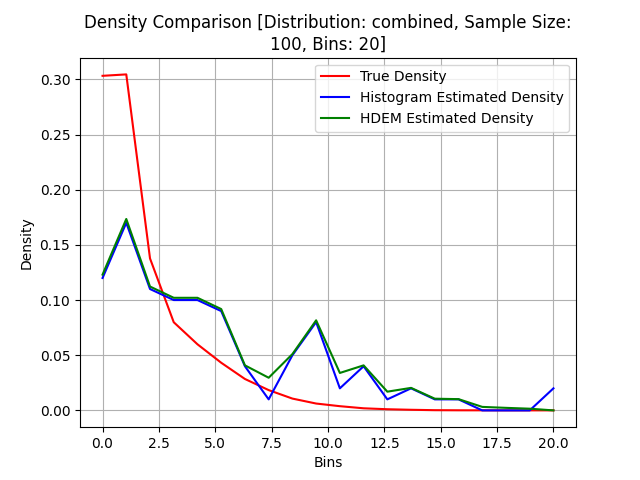 Density Comparison [Distribution: combined, Sample Size:
100, Bins: 20]
True Density
Histogram Estimated Density
HDEM Estimated Density
0.30
0.25
0.20
0.15
0.10
0.05
0.00
Density
0.0 2.5 5.0 7.5 10.0 12.5 15.0 17.5 20.0
Bins